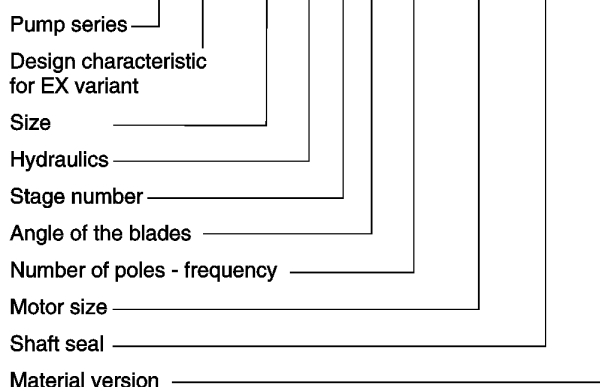 Pump series
Design characteristic
for EX variant
Size
Hydraulics
Stage number
Angle of the blades
Number of poles - frequency
Motor size
Shaft seal
Material version